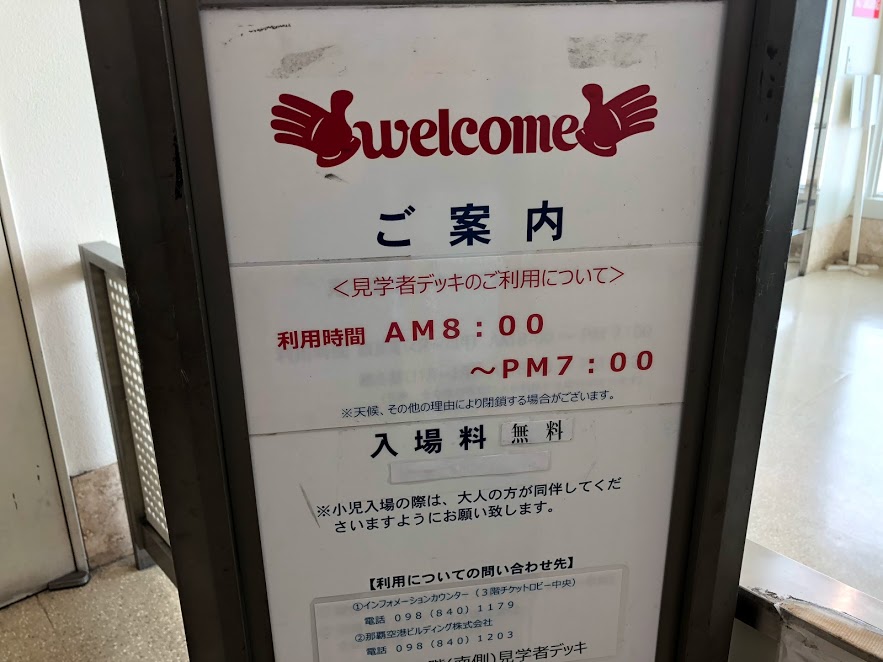 welcome
ご案内
＜見学者デッキのご利用について＞
利用時間 AM8：00
～PM7：00
※天候、その他の理由により閉鎖する場合がございます。
入場料 無料
※小児入場の際は、大人の方が同伴してくだ
さいますようにお願い致します。
【利用についての問い合わせ先】
①インフォメーションカウンター（3階チケットロビー中央）
電話 098（840）1179
②那覇空港ビルディング株式会社
電話 098（840）1203
階(南側)見学者デッキ